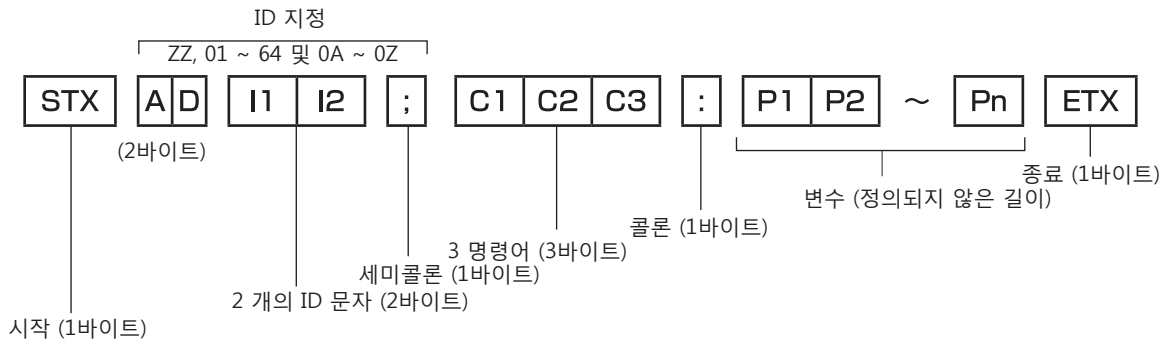 ID 지정
ZZ, 01 ~ 64 및 0A ~ 0Z
STX A D I1 I2 ; C1 C2 C3 : P1 P2 ~ Pn ETX
(2바이트)
종료 (1바이트)
변수 (정의되지 않은 길이)
콜론 (1바이트)
3 명령어 (3바이트)
세미콜론 (1바이트)
2 개의 ID 문자 (2바이트)
시작 (1바이트)